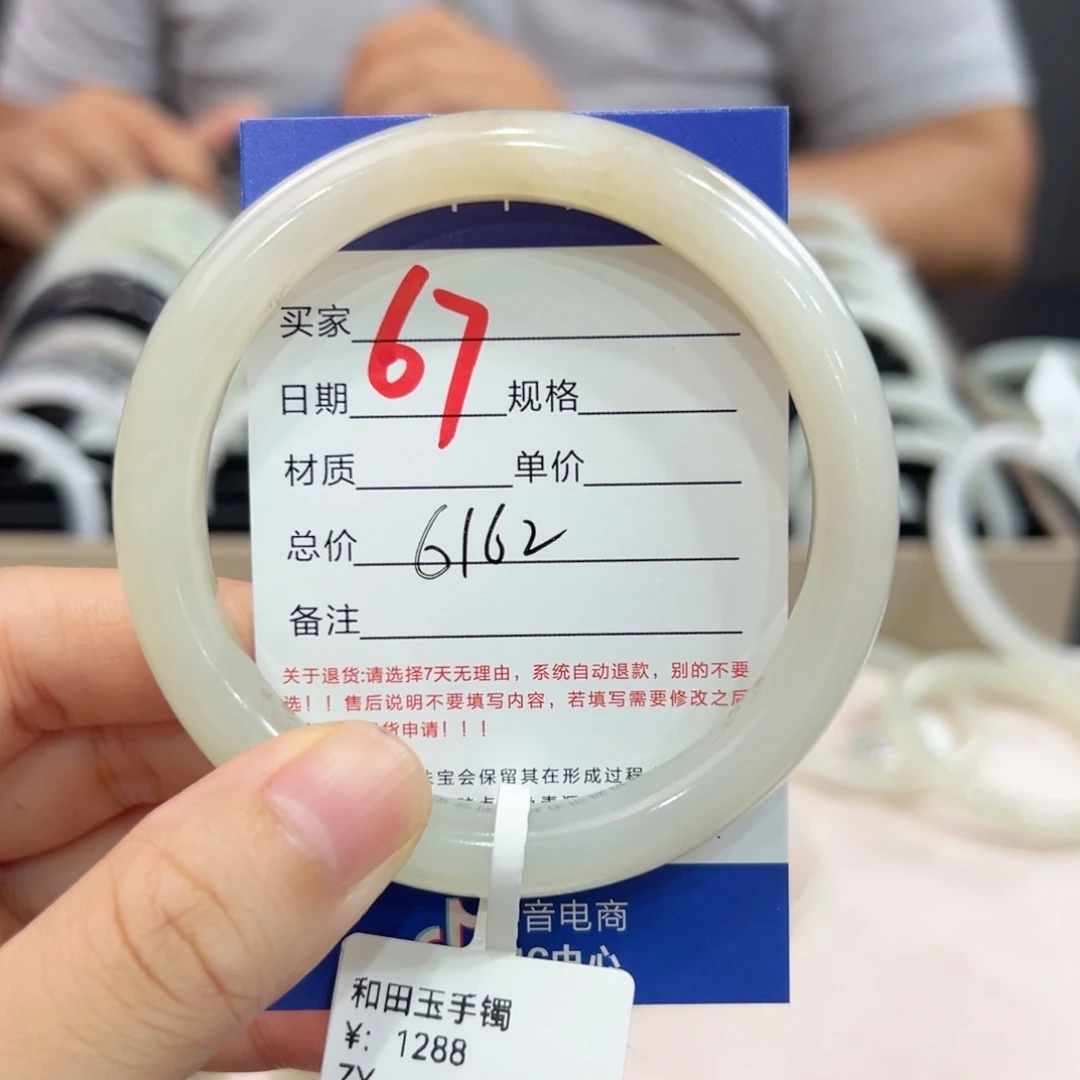 买家 67
日期 规格
材质 单价
总价 6162
备注
关于退货:请选择7天无理由，系统自动退款，别的不要
选！！售后说明不要填写内容，若填写需要修改之后
货申请！！！
宝会保留其在形成过程
音电商
中心
和田玉手镯
¥: 1288
ZY